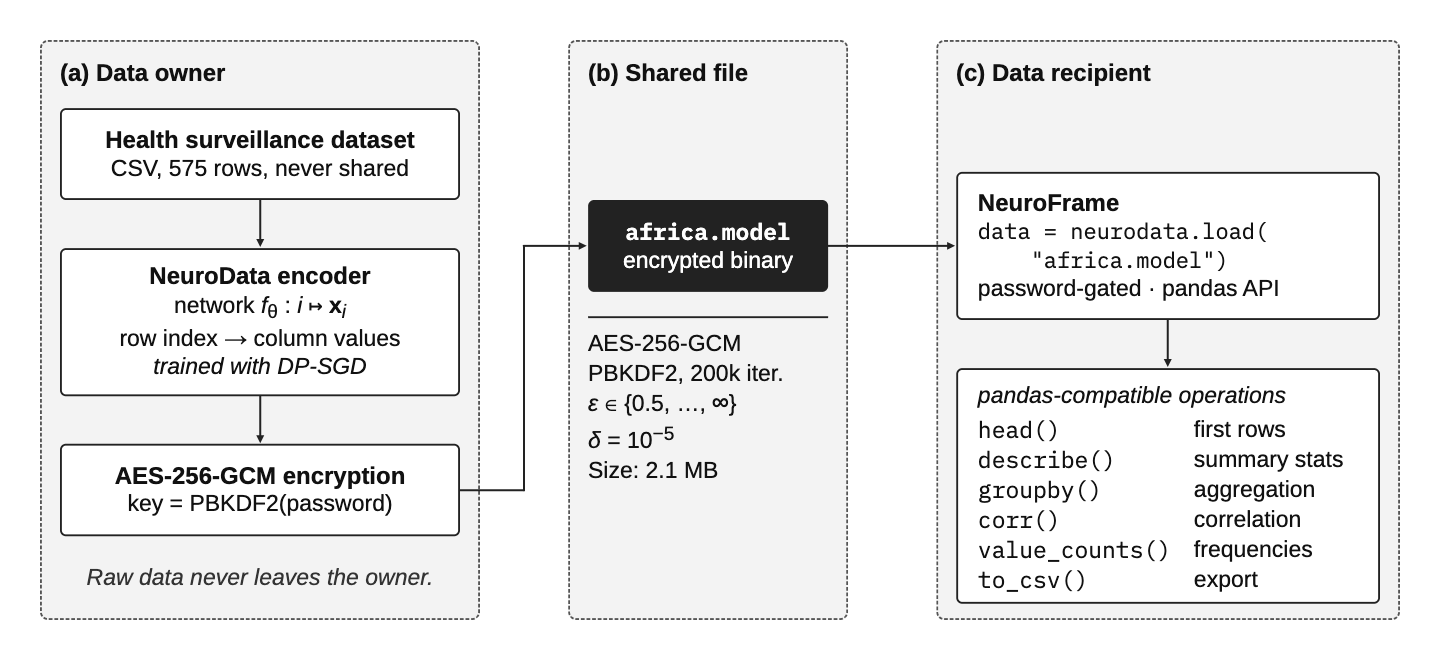 (a) Data owner
Health surveillance dataset
CSV, 575 rows, never shared
NeuroData encoder
network fθ : i ↦ xi
row index → column values
trained with DP-SGD
AES-256-GCM encryption
key = PBKDF2(password)
Raw data never leaves the owner.
(b) Shared file
africa.model
encrypted binary
AES-256-GCM
PBKDF2, 200k iter.
ε ∈ {0.5, …, ∞}
δ = 10⁻⁵
Size: 2.1 MB
(c) Data recipient
NeuroFrame
data = neurodata.load(
"africa.model")
password-gated · pandas API
pandas-compatible operations
head() first rows
describe() summary stats
groupby() aggregation
corr() correlation
value_counts() frequencies
to_csv() export